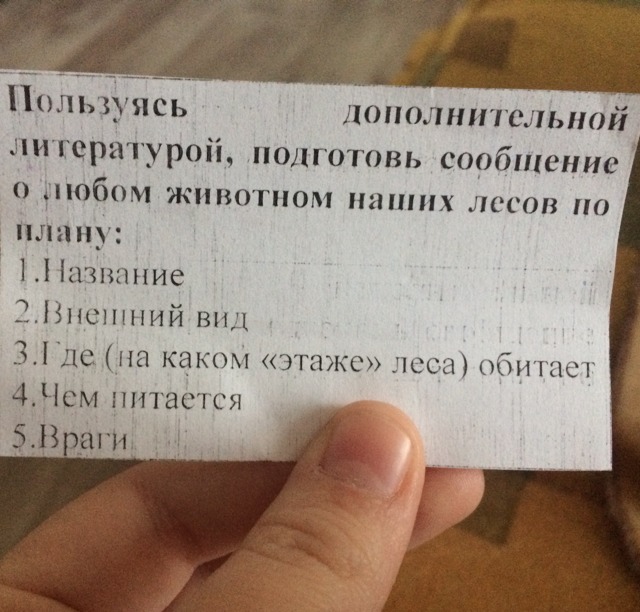 Пользуясь дополнительной
литературой, подготовь сообщение
о любом животном наших лесов по
плану:
1.Название
2.Внешний вид
3.Где (на каком «этаже» леса) обитает
4.Чем питается
5.Враги